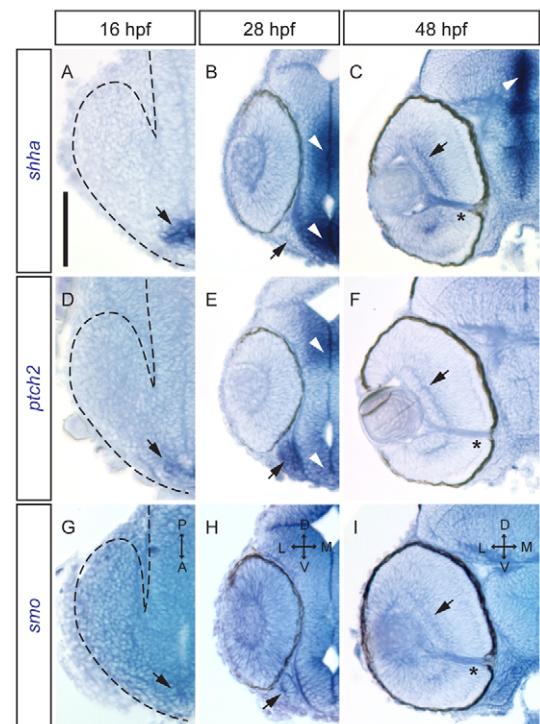 16 hpf 28 hpf 48 hpf
shha A B C
*
ptch2 D E F
*
smo G H I
P
A
D
L M
V
D
L M
V
*